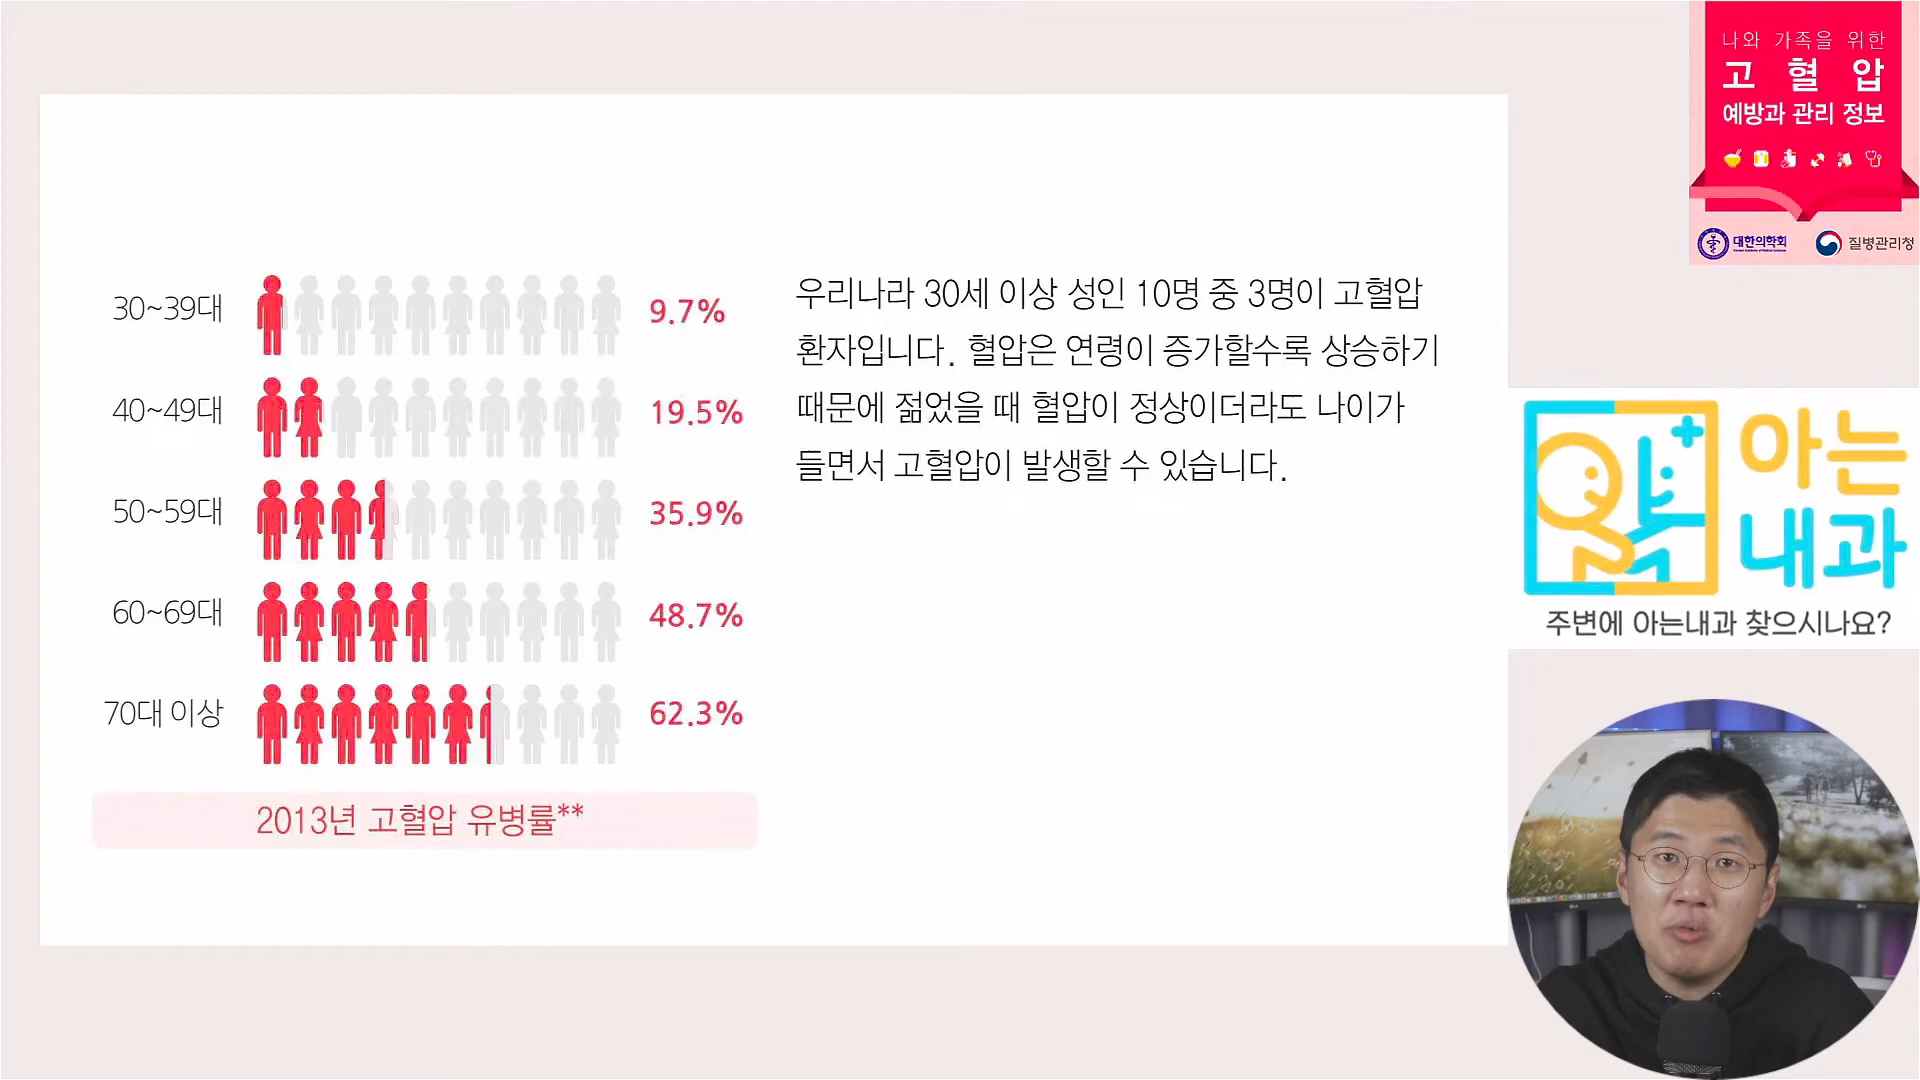 나와 가족을 위한
고 혈 압
예방과 관리 정보
대한의학회
질병관리청
30~39대
9.7%
40~49대
19.5%
50~59대
35.9%
60~69대
48.7%
70대 이상
62.3%
2013년 고혈압 유병률**
우리나라 30세 이상 성인 10명 중 3명이 고혈압
환자입니다. 혈압은 연령이 증가할수록 상승하기
때문에 젊었을 때 혈압이 정상이더라도 나이가
들면서 고혈압이 발생할 수 있습니다.
아는
내과
주변에 아는내과 찾으시나요?